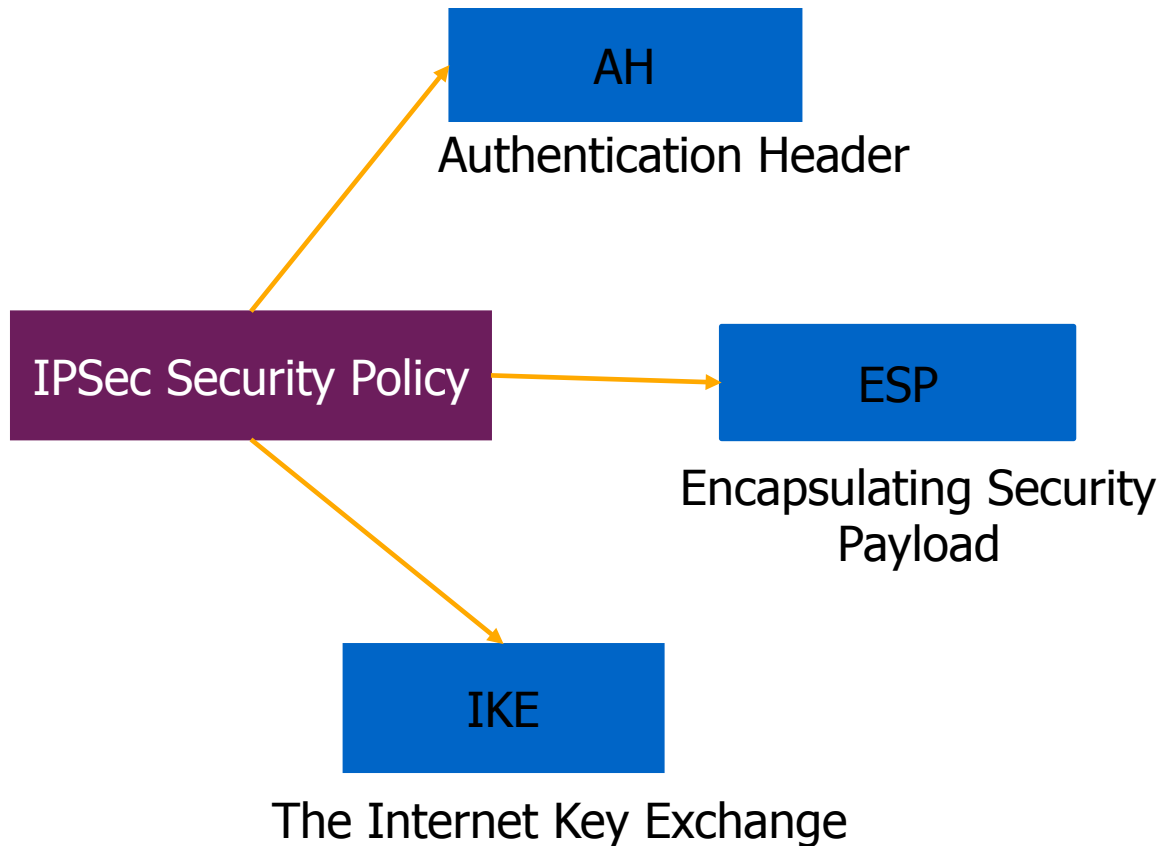 AH
Authentication Header
IPSec Security Policy
ESP
Encapsulating Security
Payload
IKE
The Internet Key Exchange